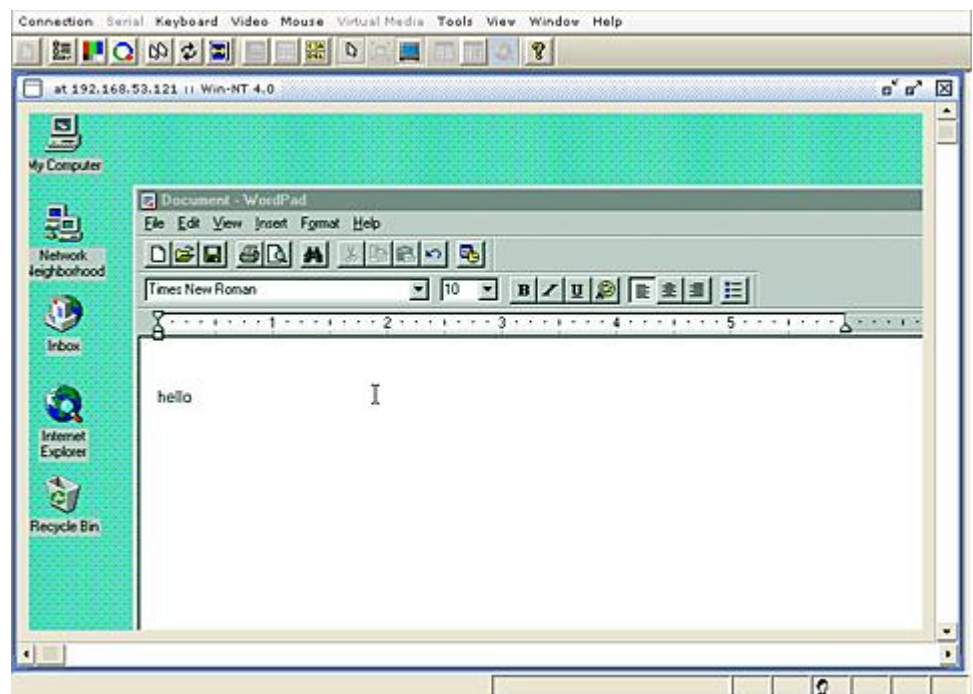 Connection Serial Keyboard Video Mouse Virtual Media Tools View Window Help
at 192.168.53.121 :: Win-NT 4.0
My Computer
Document - WordPad
File Edit View Insert Format Help
Network
Neighborhood
Times New Roman 10 B I U
1 2 3 4 5
Inbox
hello
Internet
Explorer
Recycle Bin